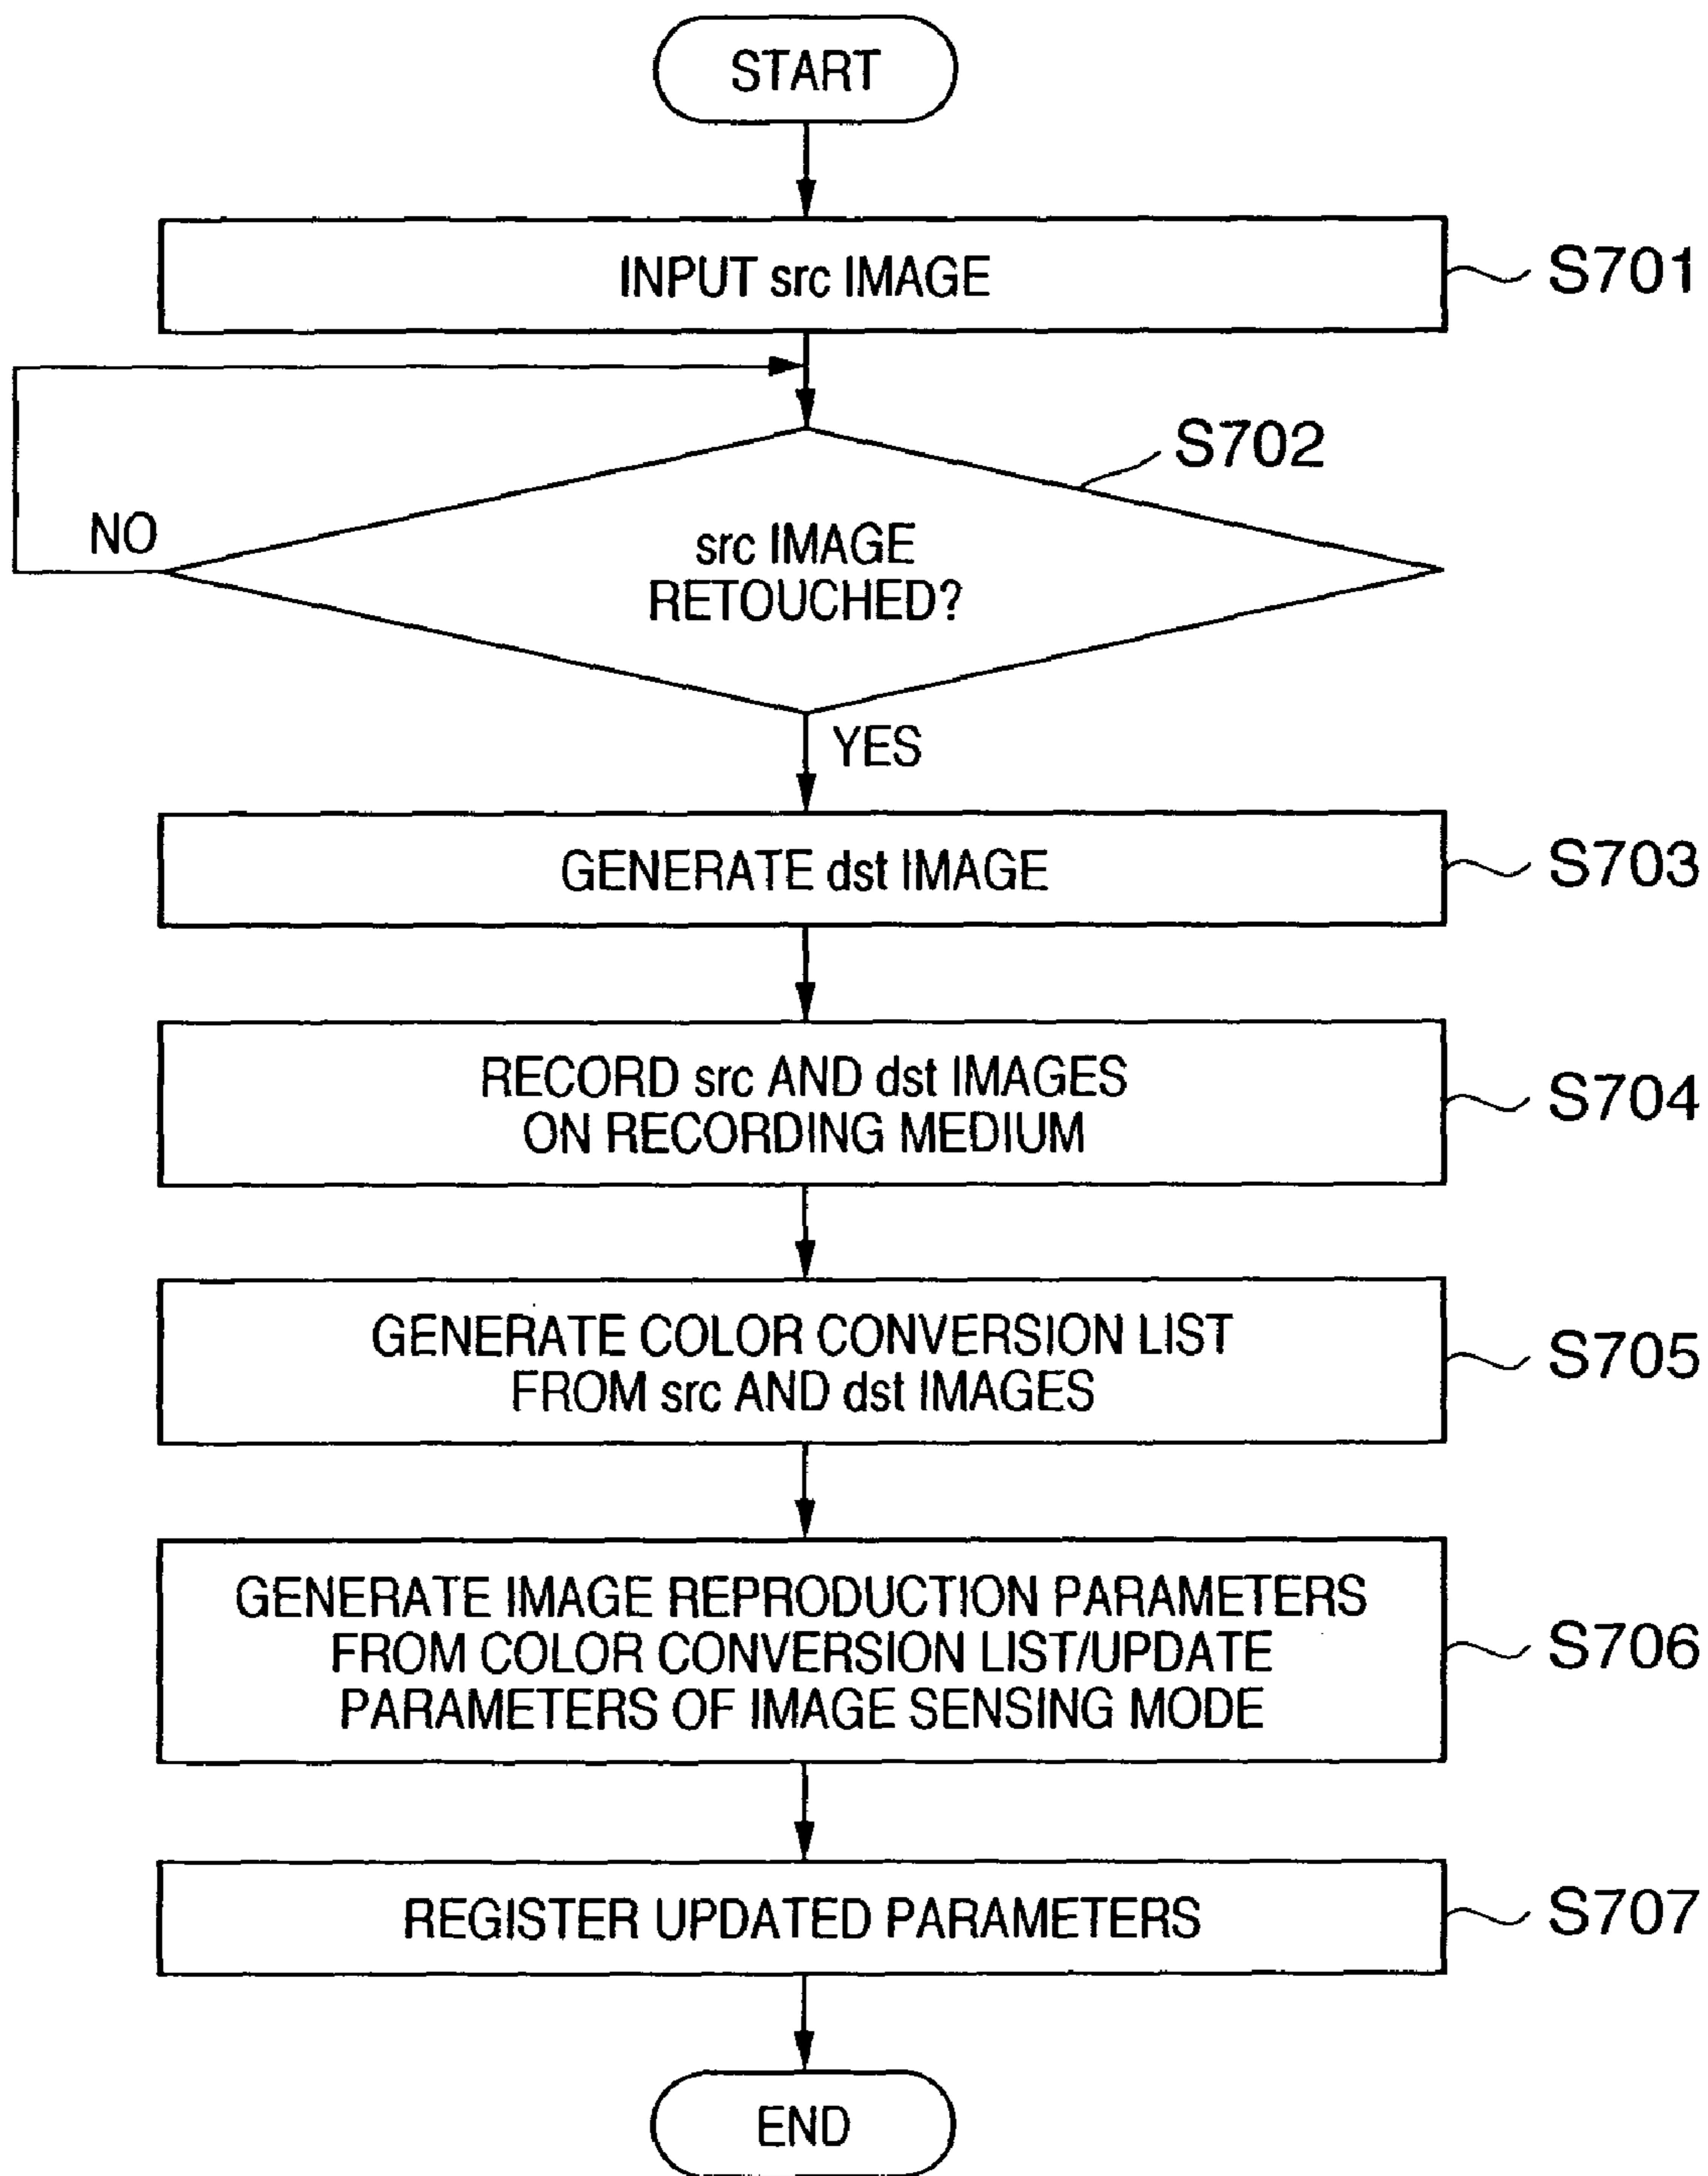 START
INPUT src IMAGE
S701
S702
NO
src IMAGE
RETOUCHED?
YES
GENERATE dst IMAGE
S703
RECORD src AND dst IMAGES
ON RECORDING MEDIUM
S704
GENERATE COLOR CONVERSION LIST
FROM src AND dst IMAGES
S705
GENERATE IMAGE REPRODUCTION PARAMETERS
FROM COLOR CONVERSION LIST/UPDATE
PARAMETERS OF IMAGE SENSING MODE
S706
REGISTER UPDATED PARAMETERS
S707
END